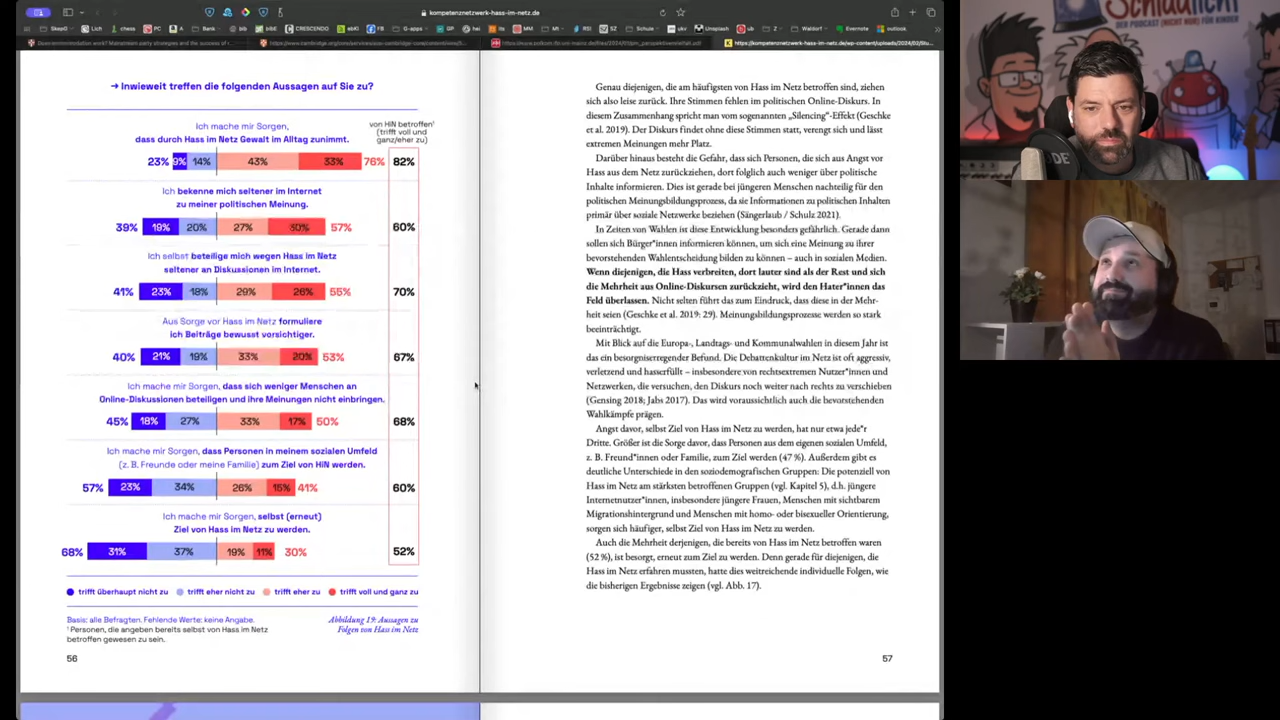 kompetenznetzwerk-hass-im-netz.de
→ Inwieweit treffen die folgenden Aussagen auf Sie zu?
von HiN betroffen¹
(trifft voll und
ganz/eher zu)
Ich mache mir Sorgen,
dass durch Hass im Netz Gewalt im Alltag zunimmt.
23% 9% 14% 43% 33% 76% 82%
Ich bekenne mich seltener im Internet
zu meiner politischen Meinung.
39% 19% 20% 27% 30% 57% 60%
Ich selbst beteilige mich wegen Hass im Netz
seltener an Diskussionen im Internet.
41% 23% 18% 29% 26% 55% 70%
Aus Sorge vor Hass im Netz formuliere
ich Beiträge bewusst vorsichtiger.
40% 21% 19% 33% 20% 53% 67%
Ich mache mir Sorgen, dass sich weniger Menschen an
Online-Diskussionen beteiligen und ihre Meinungen nicht einbringen.
45% 18% 27% 33% 17% 50% 68%
Ich mache mir Sorgen, dass Personen in meinem sozialen Umfeld
(z. B. Freunde oder meine Familie) zum Ziel von HiN werden.
57% 23% 34% 26% 15% 41% 60%
Ich mache mir Sorgen, selbst (erneut)
Ziel von Hass im Netz zu werden.
68% 31% 37% 19% 11% 30% 52%
trifft überhaupt nicht zu trifft eher nicht zu trifft eher zu trifft voll und ganz zu
Basis: alle Befragten. Fehlende Werte: keine Angabe.
¹ Personen, die angeben bereits selbst von Hass im Netz
betroffen gewesen zu sein.
Abbildung 19: Aussagen zu
Folgen von Hass im Netz
56
Genau diejenigen, die am häufigsten von Hass im Netz betroffen sind, ziehen
sich also leise zurück. Ihre Stimmen fehlen im politischen Online-Diskurs. In
diesem Zusammenhang spricht man vom sogenannten „Silencing“-Effekt (Geschke
et al. 2019). Der Diskurs findet ohne diese Stimmen statt, verengt sich und lässt
extremen Meinungen mehr Platz.
Darüber hinaus besteht die Gefahr, dass sich Personen, die sich aus Angst vor
Hass aus dem Netz zurückziehen, dort folglich auch weniger über politische
Inhalte informieren. Dies ist gerade bei jüngeren Menschen nachteilig für den
politischen Meinungsbildungsprozess, da sie Informationen zu politischen Inhalten
primär über soziale Netzwerke beziehen (Sängerlaub / Schulz 2021).
In Zeiten von Wahlen ist diese Entwicklung besonders gefährlich. Gerade dann
sollen sich Bürger*innen informieren können, um sich eine Meinung zu ihrer
bevorstehenden Wahlentscheidung bilden zu können – auch in sozialen Medien.
Wenn diejenigen, die Hass verbreiten, dort lauter sind als der Rest und sich
die Mehrheit aus Online-Diskursen zurückzieht, wird den Hater*innen das
Feld überlassen. Nicht selten führt das zum Eindruck, dass diese in der Mehr-
heit seien (Geschke et al. 2019: 29). Meinungsbildungsprozesse werden so stark
beeinträchtigt.
Mit Blick auf die Europa-, Landtags- und Kommunalwahlen in diesem Jahr ist
das ein besorgniserregender Befund. Die Debattenkultur im Netz ist oft aggressiv,
verletzend und hasserfüllt – insbesondere von rechtsextremen Nutzer*innen und
Netzwerken, die versuchen, den Diskurs noch weiter nach rechts zu verschieben
(Gensing 2018; Jabs 2017). Das wird voraussichtlich auch die bevorstehenden
Wahlkämpfe prägen.
Angst davor, selbst Ziel von Hass im Netz zu werden, hat nur etwa jede*r
Dritte. Größer ist die Sorge davor, dass Personen aus dem eigenen sozialen Umfeld,
z. B. Freund*innen oder Familie, zum Ziel werden (47 %). Außerdem gibt es
deutliche Unterschiede in den soziodemografischen Gruppen: Die potenziell von
Hass im Netz am stärksten betroffenen Gruppen (vgl. Kapitel 5), d.h. jüngere
Internetnutzer*innen, insbesondere jüngere Frauen, Menschen mit sichtbarem
Migrationshintergrund und Menschen mit homo- oder bisexueller Orientierung,
sorgen sich häufiger, selbst Ziel von Hass im Netz zu werden.
Auch die Mehrheit derjenigen, die bereits von Hass im Netz betroffen waren
(52 %), ist besorgt, erneut zum Ziel zu werden. Denn gerade für diejenigen, die
Hass im Netz erfahren mussten, hatte dies weitreichende individuelle Folgen, wie
die bisherigen Ergebnisse zeigen (vgl. Abb. 17).
57